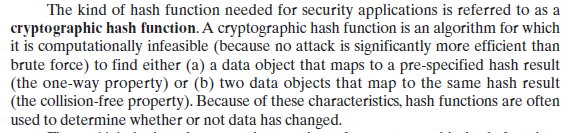 The kind of hash function needed for security applications is referred to as a
cryptographic hash function. A cryptographic hash function is an algorithm for which
it is computationally infeasible (because no attack is significantly more efficient than
brute force) to find either (a) a data object that maps to a pre-specified hash result
(the one-way property) or (b) two data objects that map to the same hash result
(the collision-free property). Because of these characteristics, hash functions are often
used to determine whether or not data has changed.